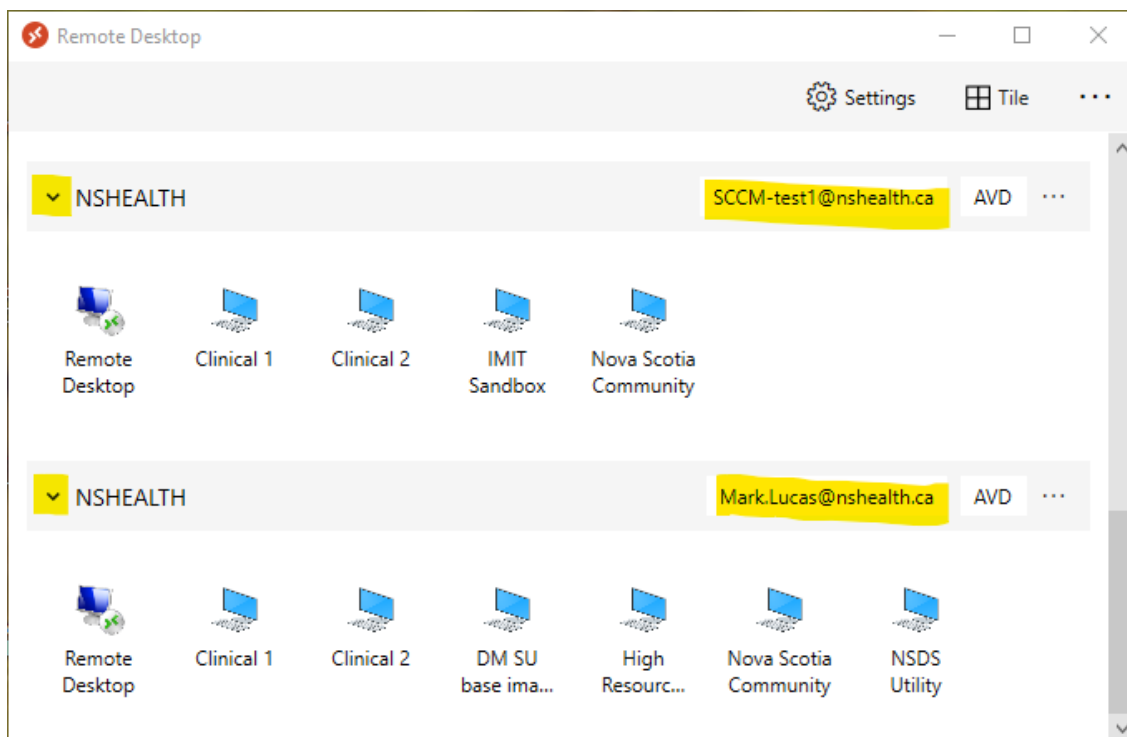 Remote Desktop
Settings Tile ...
NSHEALTH SCCM-test1@nshealth.ca AVD ...
Remote Clinical 1 Clinical 2 IMIT Nova Scotia
Desktop Sandbox Community
NSHEALTH Mark.Lucas@nshealth.ca AVD ...
Remote Clinical 1 Clinical 2 DM SU High Nova Scotia NSDS
Desktop base ima... Resourc... Community Utility